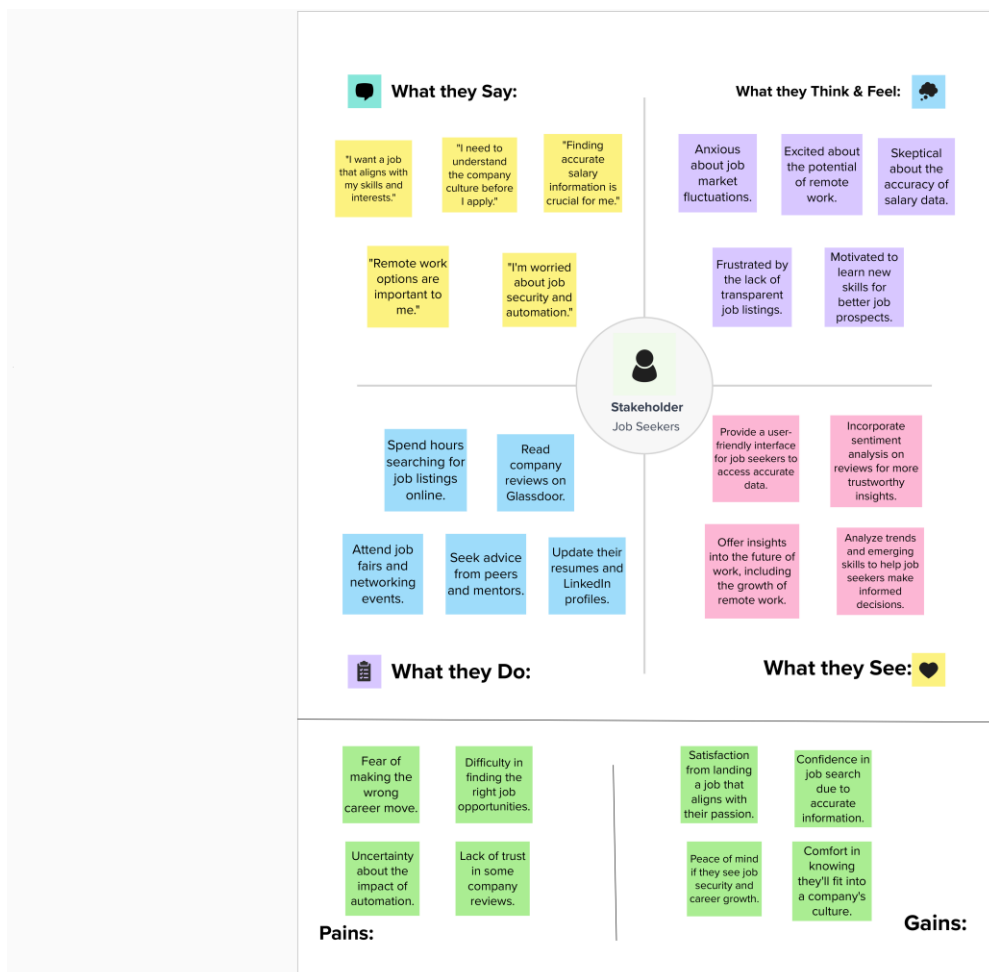 What they Say:
What they Think & Feel:
"I want a job
that aligns with
my skills and
interests."
"I need to
understand
the company
culture before
I apply."
"Finding
accurate
salary
information is
crucial for me."
"Remote work
options are
important to
me."
"I'm worried
about job
security and
automation."
Anxious
about job
market
fluctuations.
Excited about
the potential
of remote
work.
Skeptical
about the
accuracy of
salary data.
Frustrated by
the lack of
transparent
job listings.
Motivated to
learn new
skills for
better job
prospects.
Stakeholder
Job Seekers
Spend hours
searching for
job listings
online.
Read
company
reviews on
Glassdoor.
Attend job
fairs and
networking
events.
Seek advice
from peers
and mentors.
Update their
resumes and
LinkedIn
profiles.
What they Do:
Provide a user-
friendly interface
for job seekers to
access accurate
data.
Incorporate
sentiment
analysis on
reviews for more
trustworthy
insights.
Offer insights
into the future of
work, including
the growth of
remote work.
Analyze trends
and emerging
skills to help job
seekers make
informed
decisions.
What they See:
Fear of
making the
wrong
career move.
Difficulty in
finding the
right job
opportunities.
Uncertainty
about the
impact of
automation.
Lack of trust
in some
company
reviews.
Pains:
Satisfaction
from landing
a job that
aligns with
their passion.
Confidence in
job search
due to
accurate
information.
Peace of mind
if they see job
security and
career growth.
Comfort in
knowing
they'll fit into
a company's
culture.
Gains: